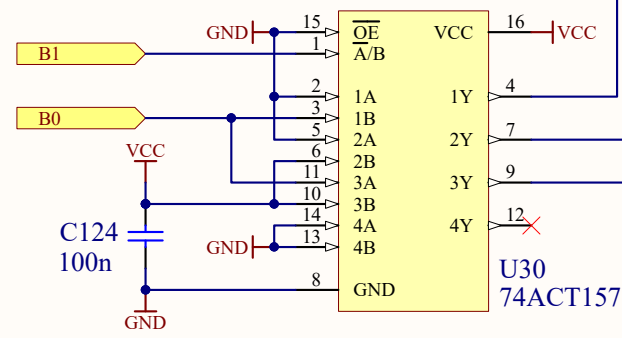 GND 15 OE VCC 16 VCC
B1 1 A/B
2 1A 1Y 4
B0 3 1B
5 2A 2Y 7
VCC 6 2B
11 3A 3Y 9
10 3B
C124 14 4A 4Y 12
100n GND 13 4B
8 GND U30
74ACT157
GND